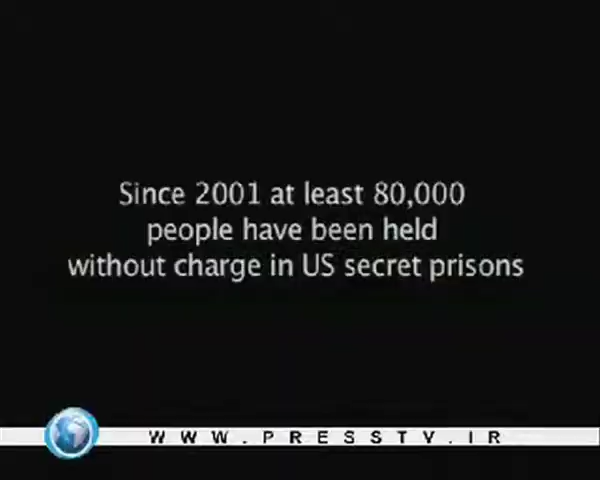 Since 2001 at least 80,000
people have been held
without charge in US secret prisons
WWW.PRESSTV.IR